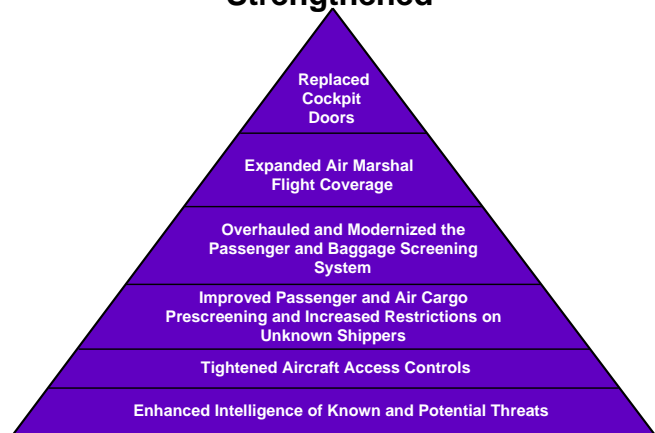 Strengthened
Replaced
Cockpit
Doors
Expanded Air Marshal
Flight Coverage
Overhauled and Modernized the
Passenger and Baggage Screening
System
Improved Passenger and Air Cargo
Prescreening and Increased Restrictions on
Unknown Shippers
Tightened Aircraft Access Controls
Enhanced Intelligence of Known and Potential Threats